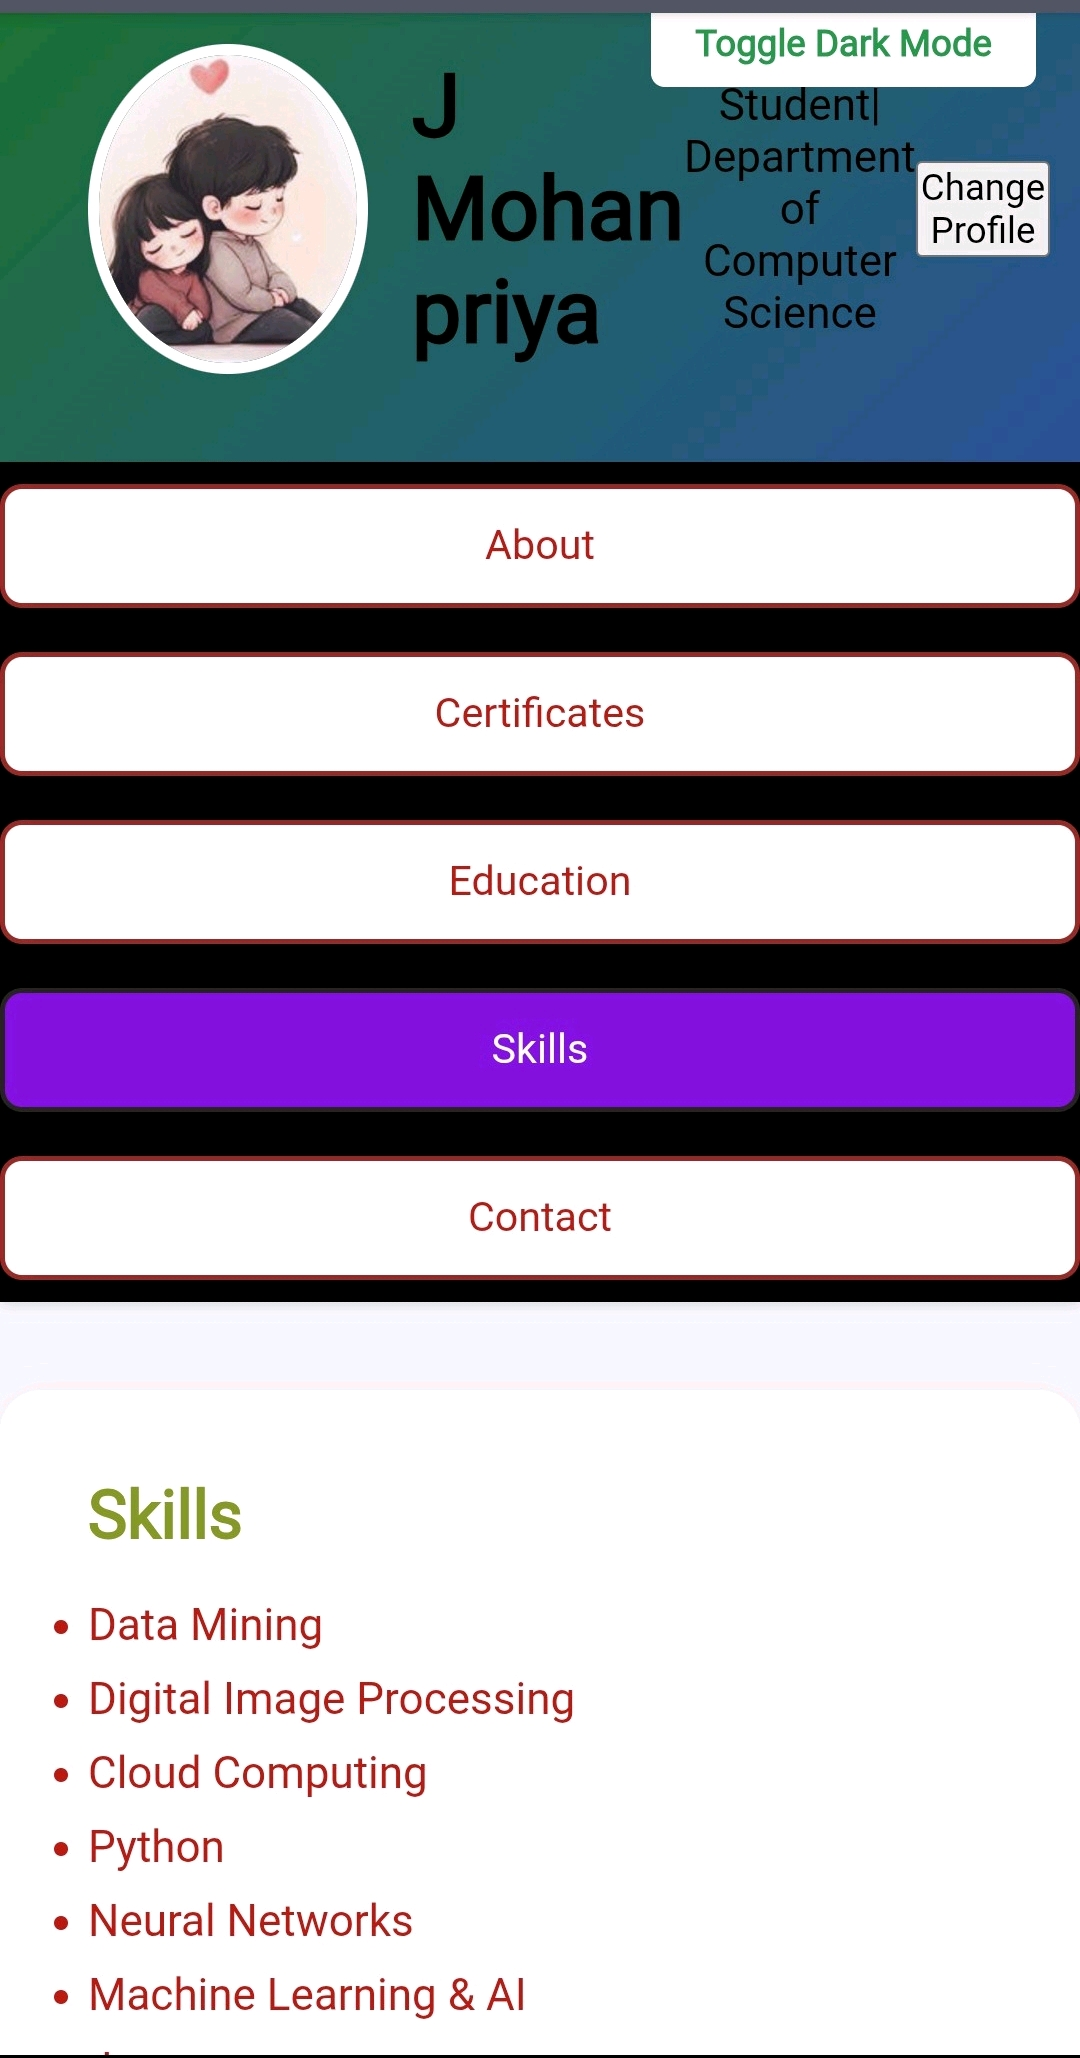 Toggle Dark Mode
J
Mohan
priya
Student|
Department
of
Computer
Science
Change
Profile
About
Certificates
Education
Skills
Contact
Skills
Data Mining
Digital Image Processing
Cloud Computing
Python
Neural Networks
Machine Learning & AI